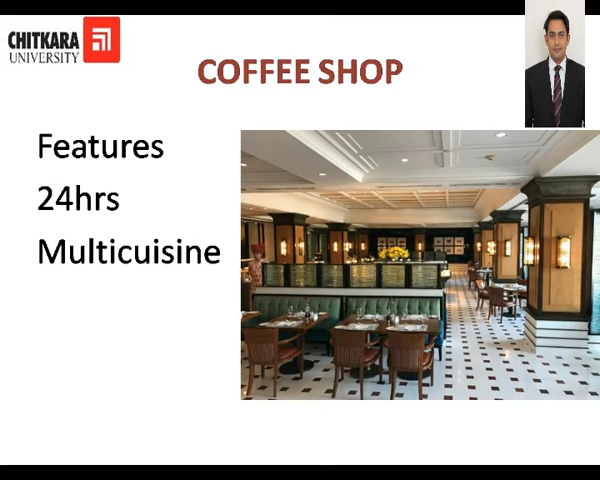 CHITKARA
UNIVERSITY
COFFEE SHOP
Features
24hrs
Multicuisine